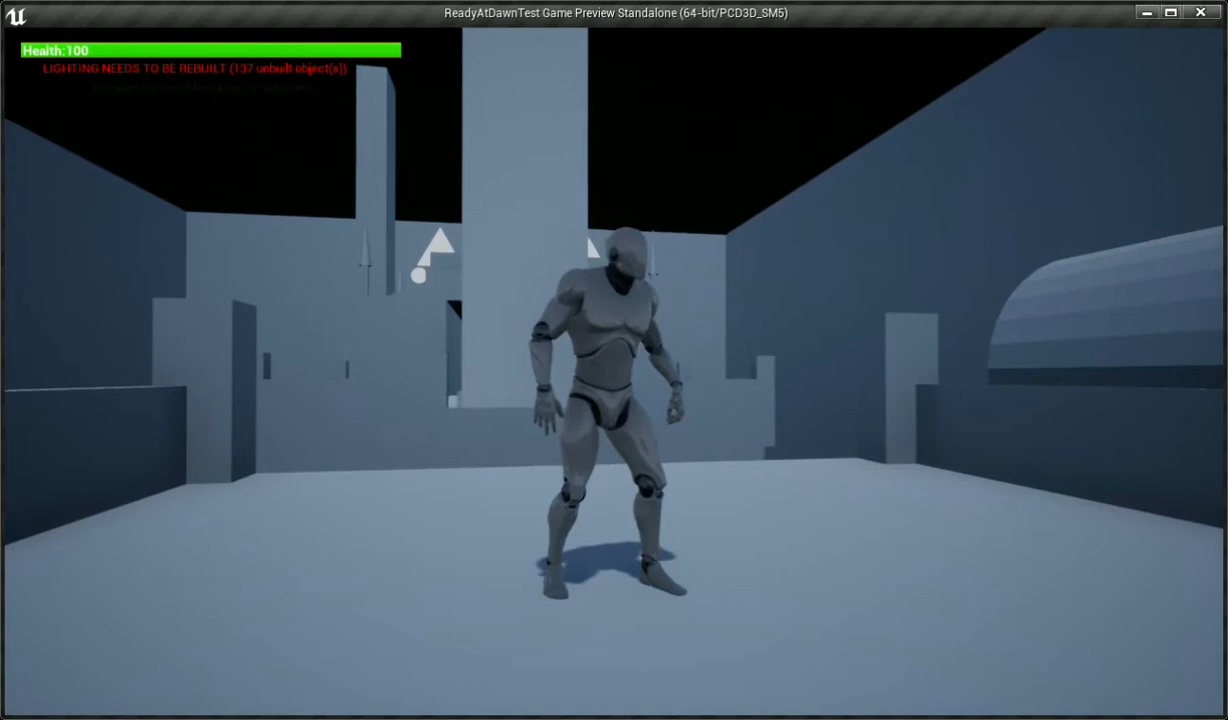 ReadyAtDawnTest Game Preview Standalone (64-bit/PCD3D_SM5)
Health:100
LIGHTING NEEDS TO BE REBUILT (137 unbuilt object(s))